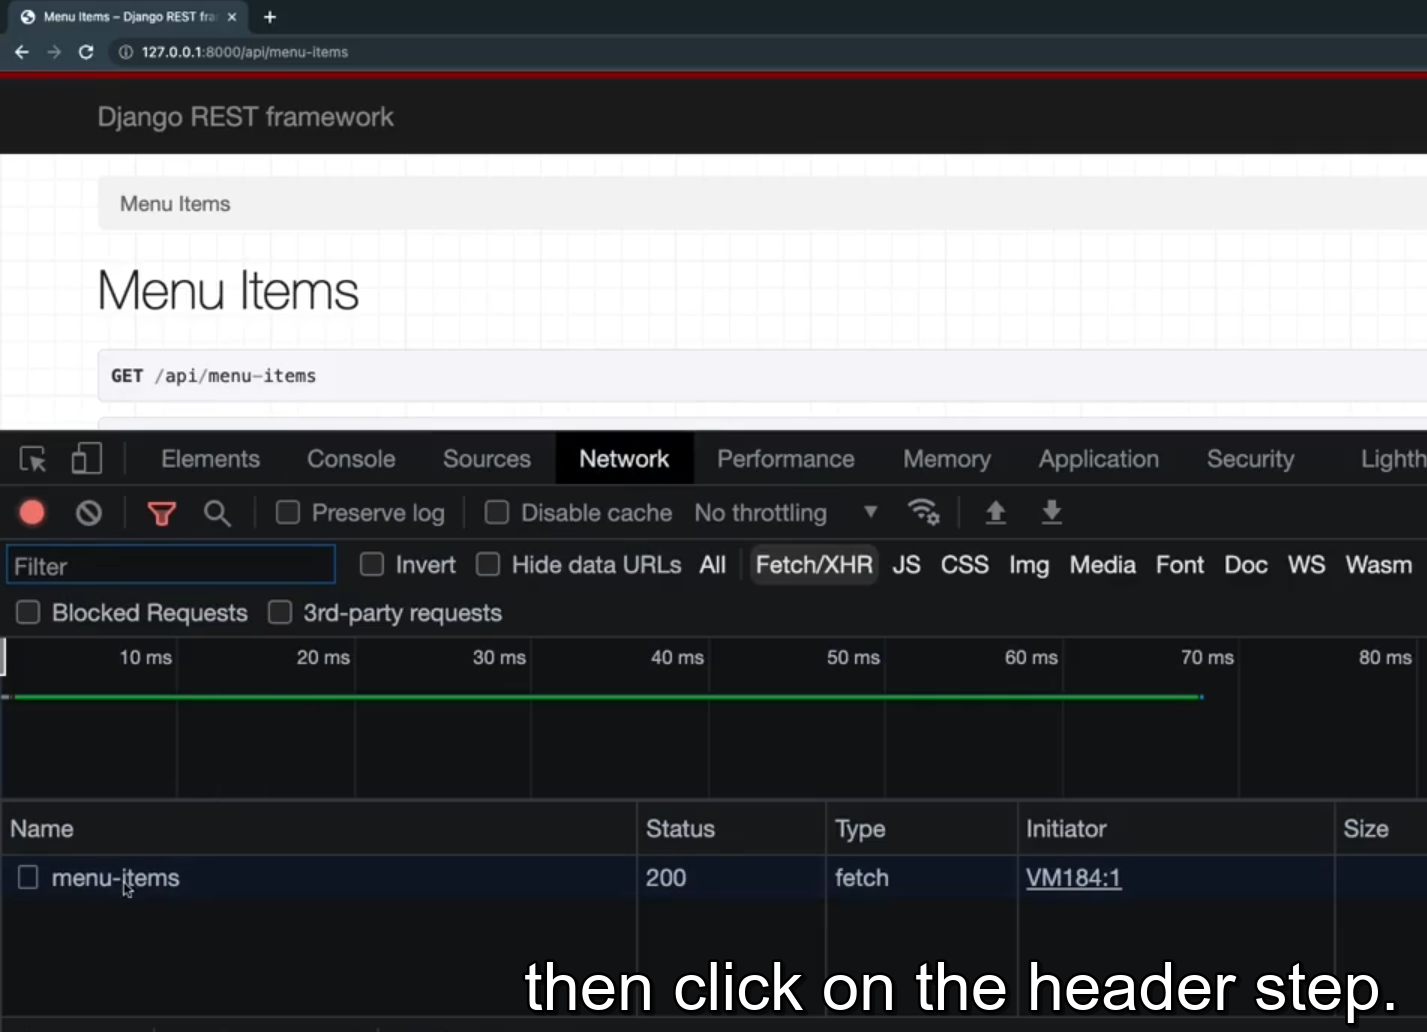 Menu Items – Django REST fra
127.0.0.1:8000/api/menu-items
Django REST framework
Menu Items
Menu Items
GET /api/menu-items
Elements Console Sources Network Performance Memory Application Security Lighth
Preserve log Disable cache No throttling
Filter Invert Hide data URLs All Fetch/XHR JS CSS Img Media Font Doc WS Wasm
Blocked Requests 3rd-party requests
10 ms 20 ms 30 ms 40 ms 50 ms 60 ms 70 ms 80 ms
Name Status Type Initiator Size
menu-items 200 fetch VM184:1
then click on the header step.